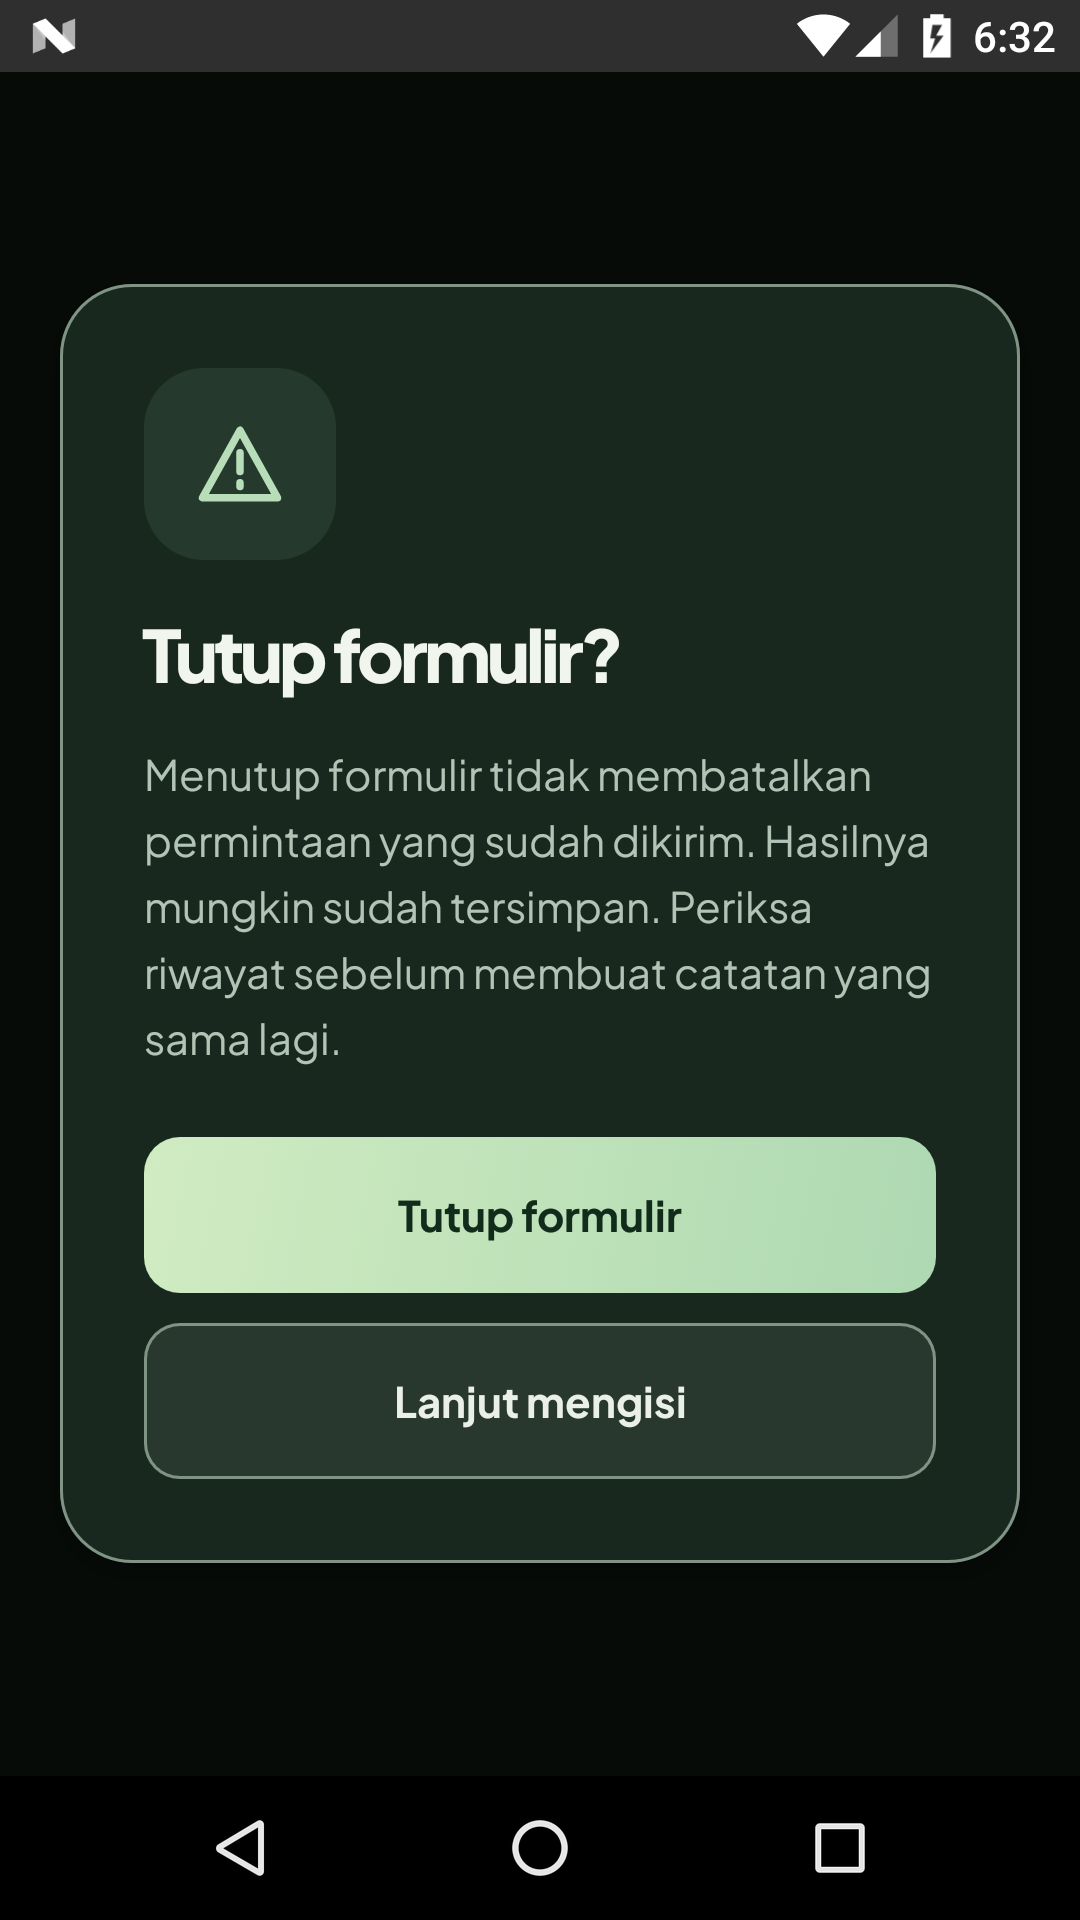 6:32
Tutup formulir?
Menutup formulir tidak membatalkan
permintaan yang sudah dikirim. Hasilnya
mungkin sudah tersimpan. Periksa
riwayat sebelum membuat catatan yang
sama lagi.
Tutup formulir
Lanjut mengisi